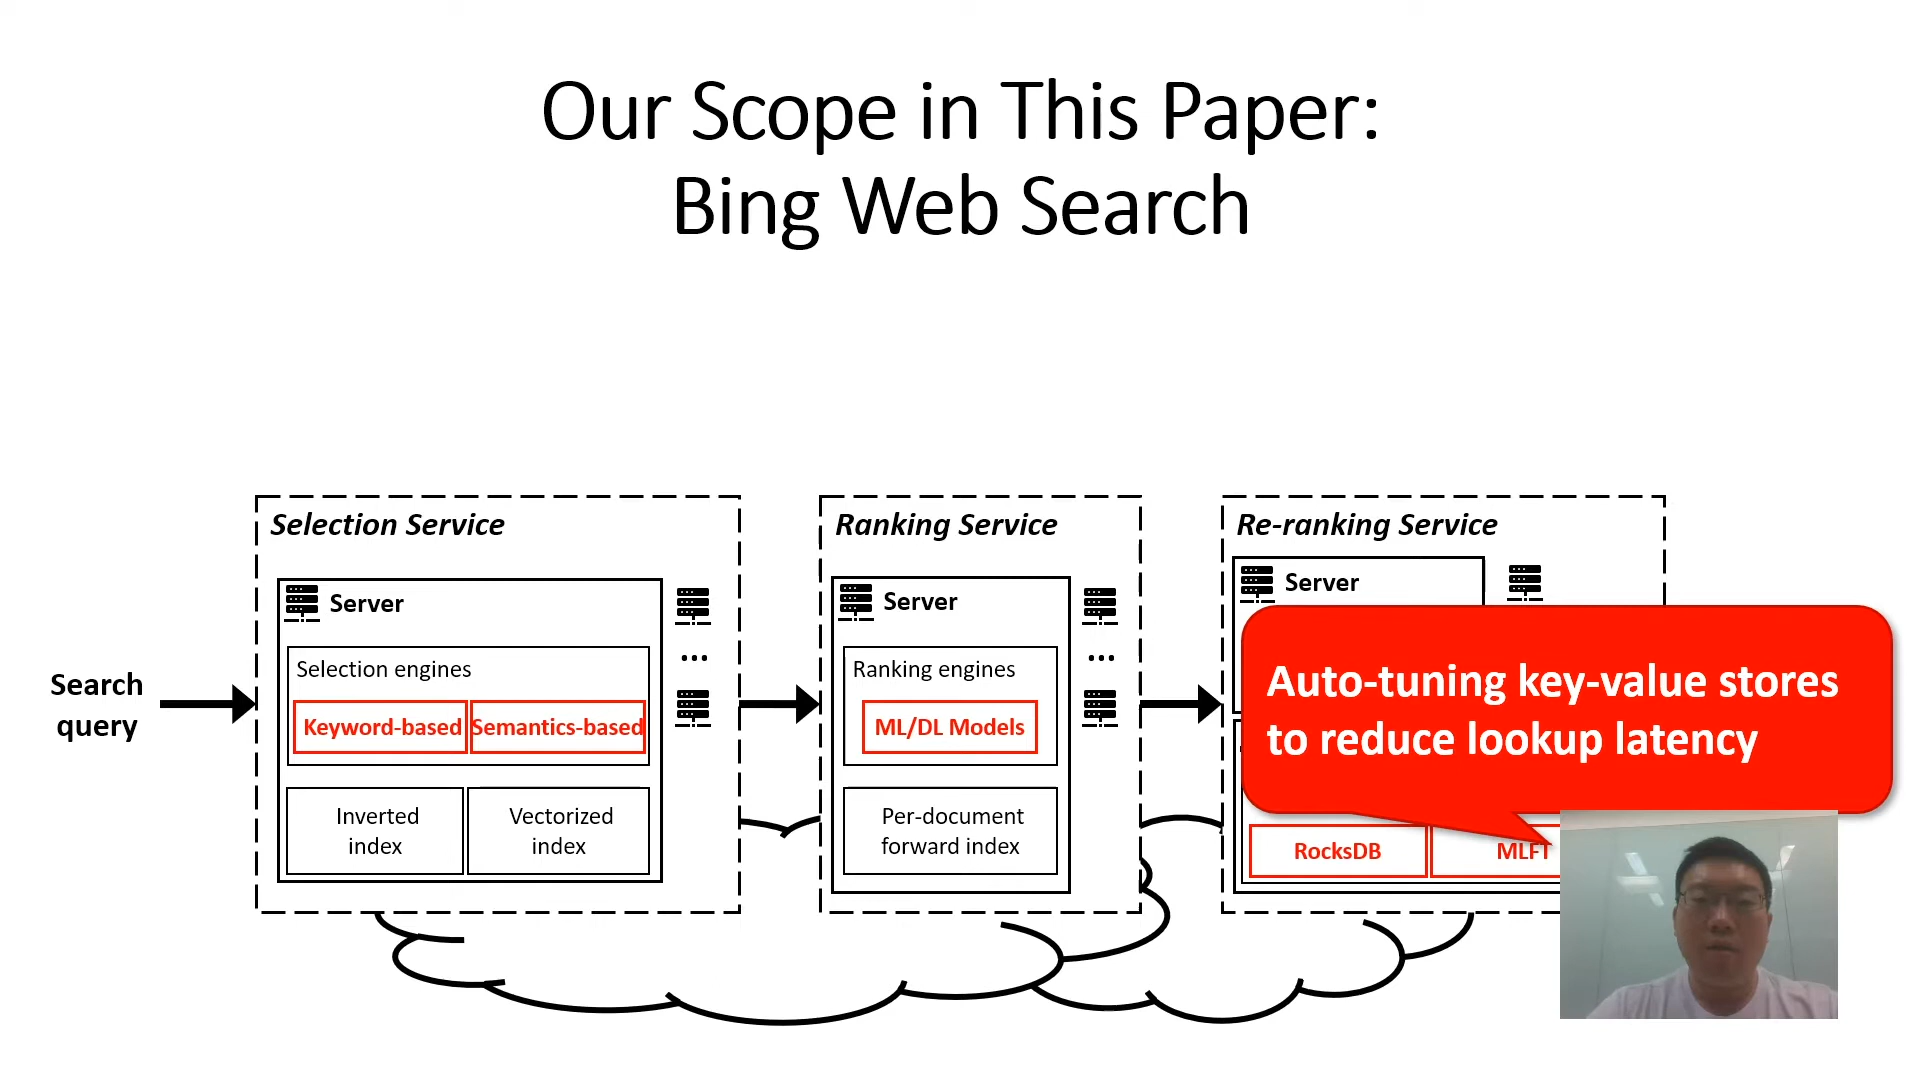 Our Scope in This Paper:
Bing Web Search
Search
query
Selection Service
Server
Selection engines
Keyword-based
Semantics-based
Inverted
index
Vectorized
index
...
Ranking Service
Server
Ranking engines
ML/DL Models
Per-document
forward index
...
Re-ranking Service
Server
Auto-tuning key-value stores
to reduce lookup latency
RocksDB
MLFT